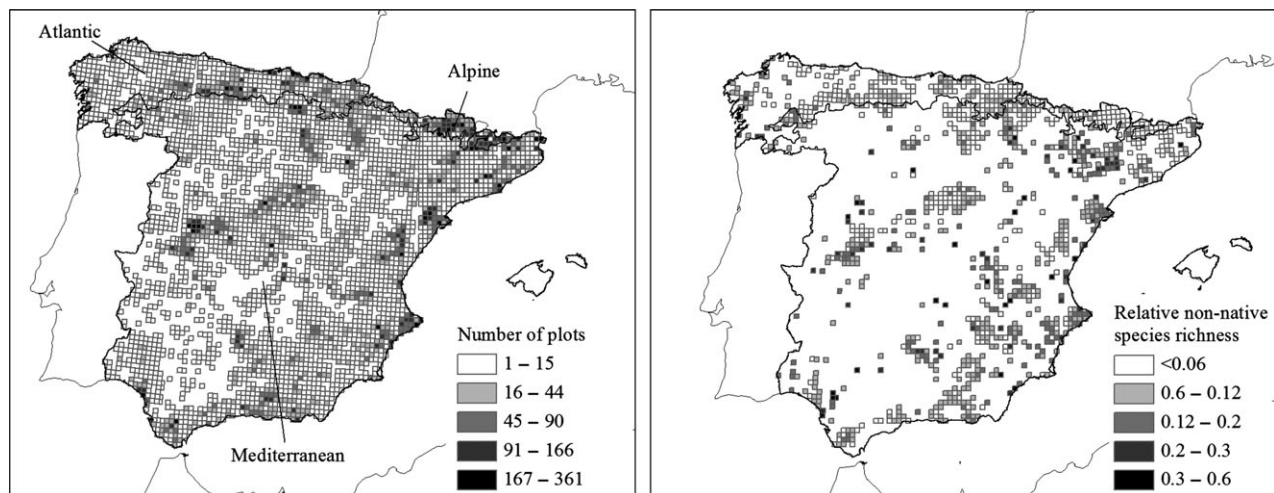 Atlantic
Alpine
Mediterranean
Number of plots
1 – 15
16 – 44
45 – 90
91 – 166
167 – 361
Relative non-native
species richness
<0.06
0.6 – 0.12
0.12 – 0.2
0.2 – 0.3
0.3 – 0.6